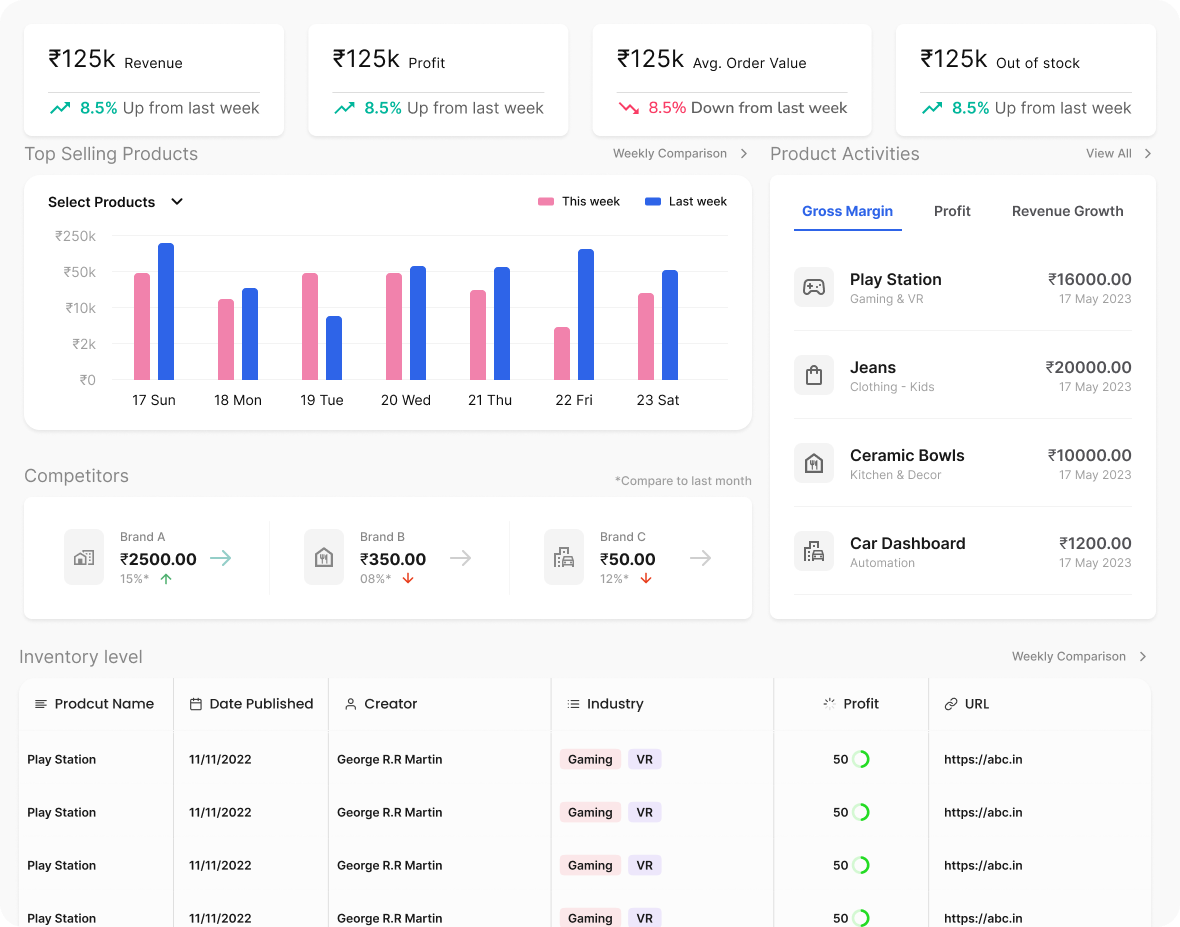 ₹125k Revenue
8.5% Up from last week
₹125k Profit
8.5% Up from last week
₹125k Avg. Order Value
8.5% Down from last week
₹125k Out of stock
8.5% Up from last week
Top Selling Products
Weekly Comparison
Select Products
This week
Last week
₹250k
₹50k
₹10k
₹2k
₹0
17 Sun 18 Mon 19 Tue 20 Wed 21 Thu 22 Fri 23 Sat
Product Activities
View All
Gross Margin Profit Revenue Growth
Play Station ₹16000.00
Gaming & VR 17 May 2023
Jeans ₹20000.00
Clothing - Kids 17 May 2023
Ceramic Bowls ₹10000.00
Kitchen & Decor 17 May 2023
Car Dashboard ₹1200.00
Automation 17 May 2023
Competitors
*Compare to last month
Brand A
₹2500.00
15%*
Brand B
₹350.00
08%*
Brand C
₹50.00
12%*
Inventory level
Weekly Comparison
Prodcut Name Date Published Creator Industry Profit URL
Play Station 11/11/2022 George R.R Martin Gaming VR 50 https://abc.in
Play Station 11/11/2022 George R.R Martin Gaming VR 50 https://abc.in
Play Station 11/11/2022 George R.R Martin Gaming VR 50 https://abc.in
Play Station 11/11/2022 George R.R Martin Gaming VR 50 https://abc.in